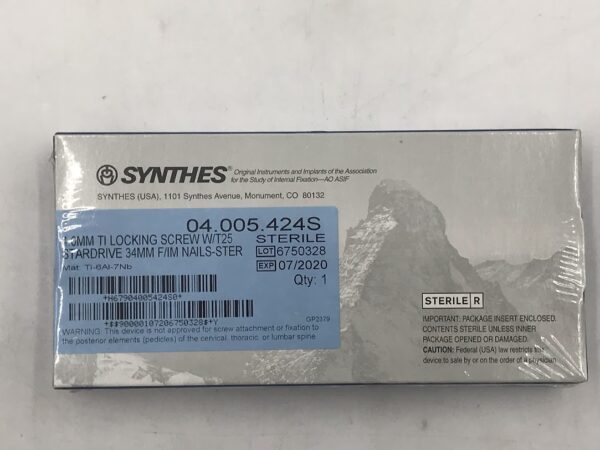 SYNTHES®
Original Instruments and Implants of the Association
for the Study of Internal Fixation—AO ASIF
SYNTHES (USA), 1101 Synthes Avenue, Monument, CO 80132
04.005.424S
TI LOCKING SCREW W/T25
STERILE
STARDRIVE 34MM F/IM NAILS-STER
LOT 6750328
Mat: Ti-6Al-7Nb
EXP 07/2020
Qty: 1
*H67904005424S0*
GP2379
WARNING: This device is not approved for screw attachment or fixation to
the posterior elements (pedicles) of the cervical, thoracic, or lumbar spine
STERILE R
IMPORTANT: PACKAGE INSERT ENCLOSED.
CONTENTS STERILE UNLESS INNER
PACKAGE OPENED OR DAMAGED.
CAUTION: Federal (USA) law restricts this
device to sale by or on the order of a physician